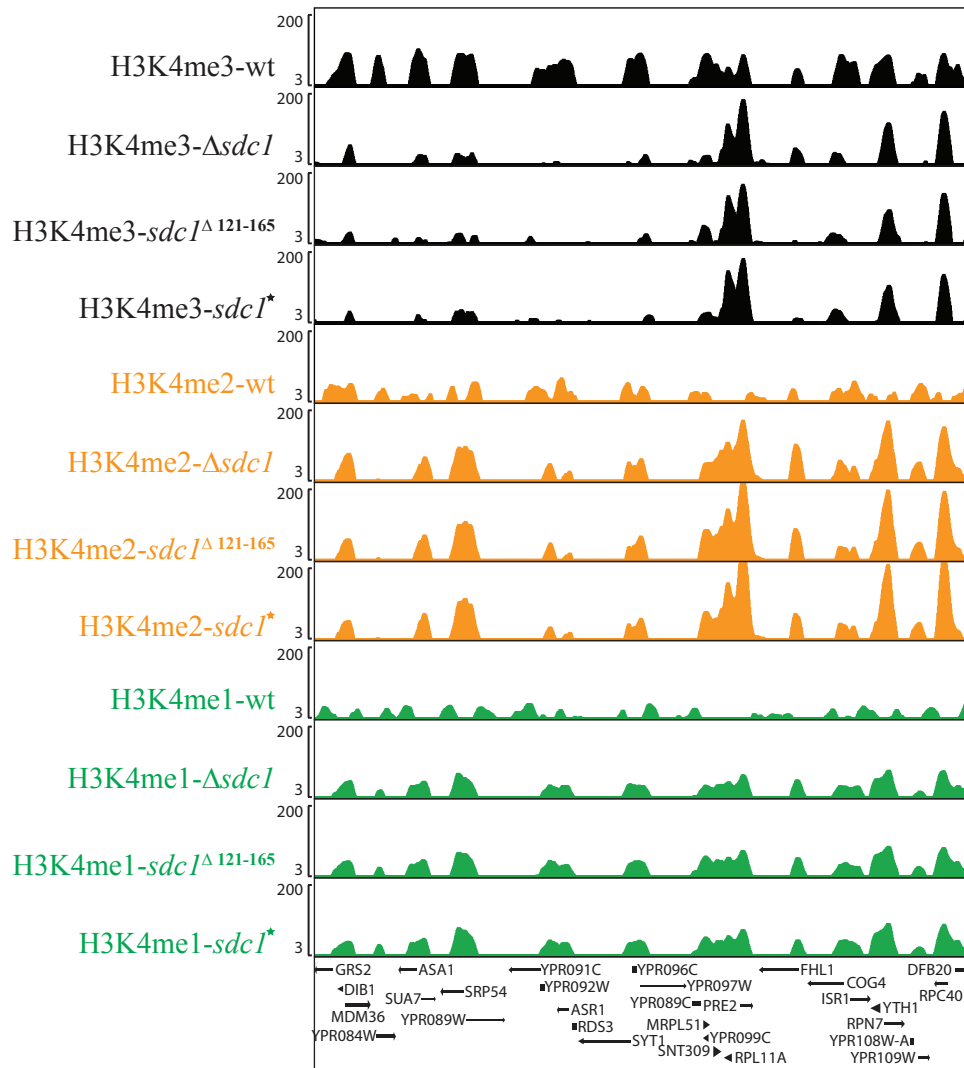 200
H3K4me3-wt
3
200
H3K4me3-Δsdc1
3
200
H3K4me3-sdc1Δ 121-165
3
200
H3K4me3-sdc1★
3
200
H3K4me2-wt
3
200
H3K4me2-Δsdc1
3
200
H3K4me2-sdc1Δ 121-165
3
200
H3K4me2-sdc1★
3
200
H3K4me1-wt
3
200
H3K4me1-Δsdc1
3
200
H3K4me1-sdc1Δ 121-165
3
200
H3K4me1-sdc1★
3
GRS2 ASA1 YPR091C YPR096C FHL1 DFB20
DIB1 SRP54 YPR092W YPR097W COG4 RPC40
MDM36 SUA7 ASR1 YPR089C PRE2 ISR1 YTH1
YPR084W YPR089W RDS3 MRPL51 RPN7
SYT1 YPR099C YPR108W-A
SNT309 RPL11A YPR109W